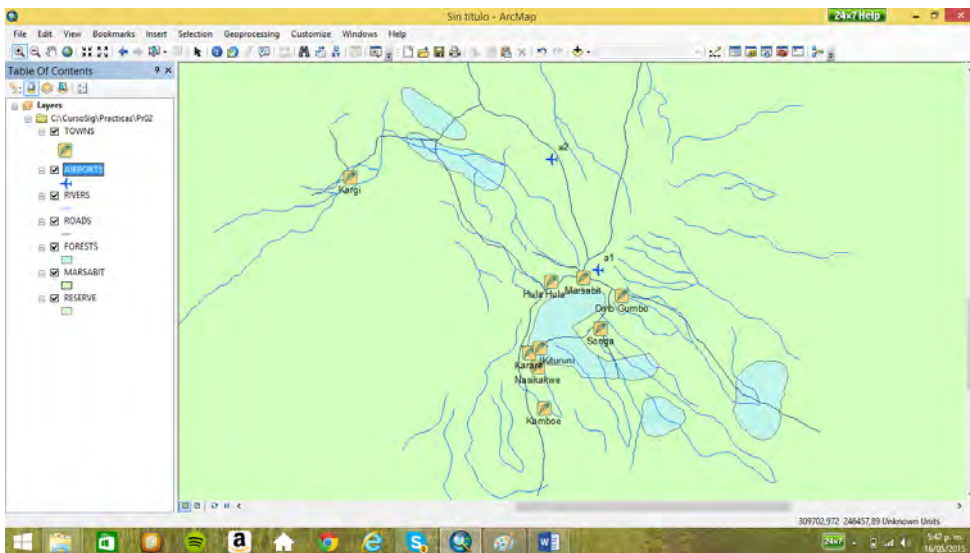 Sin título - ArcMap
24x7 Help
File Edit View Bookmarks Insert Selection Geoprocessing Customize Windows Help
Table Of Contents
Layers
C:\CursoSig\Practicas\Pr02
TOWNS
AIRPORTS
RIVERS
ROADS
FORESTS
MARSABIT
RESERVE
a2
Kargi
a1
Marsabit
Hula Hula
Dirib Gumbo
Songa
Kituruni
Karare
Nasikakwe
Kamboe
309702,972 246457,89 Unknown Units
24x7
5:42 p. m.
16/05/2015